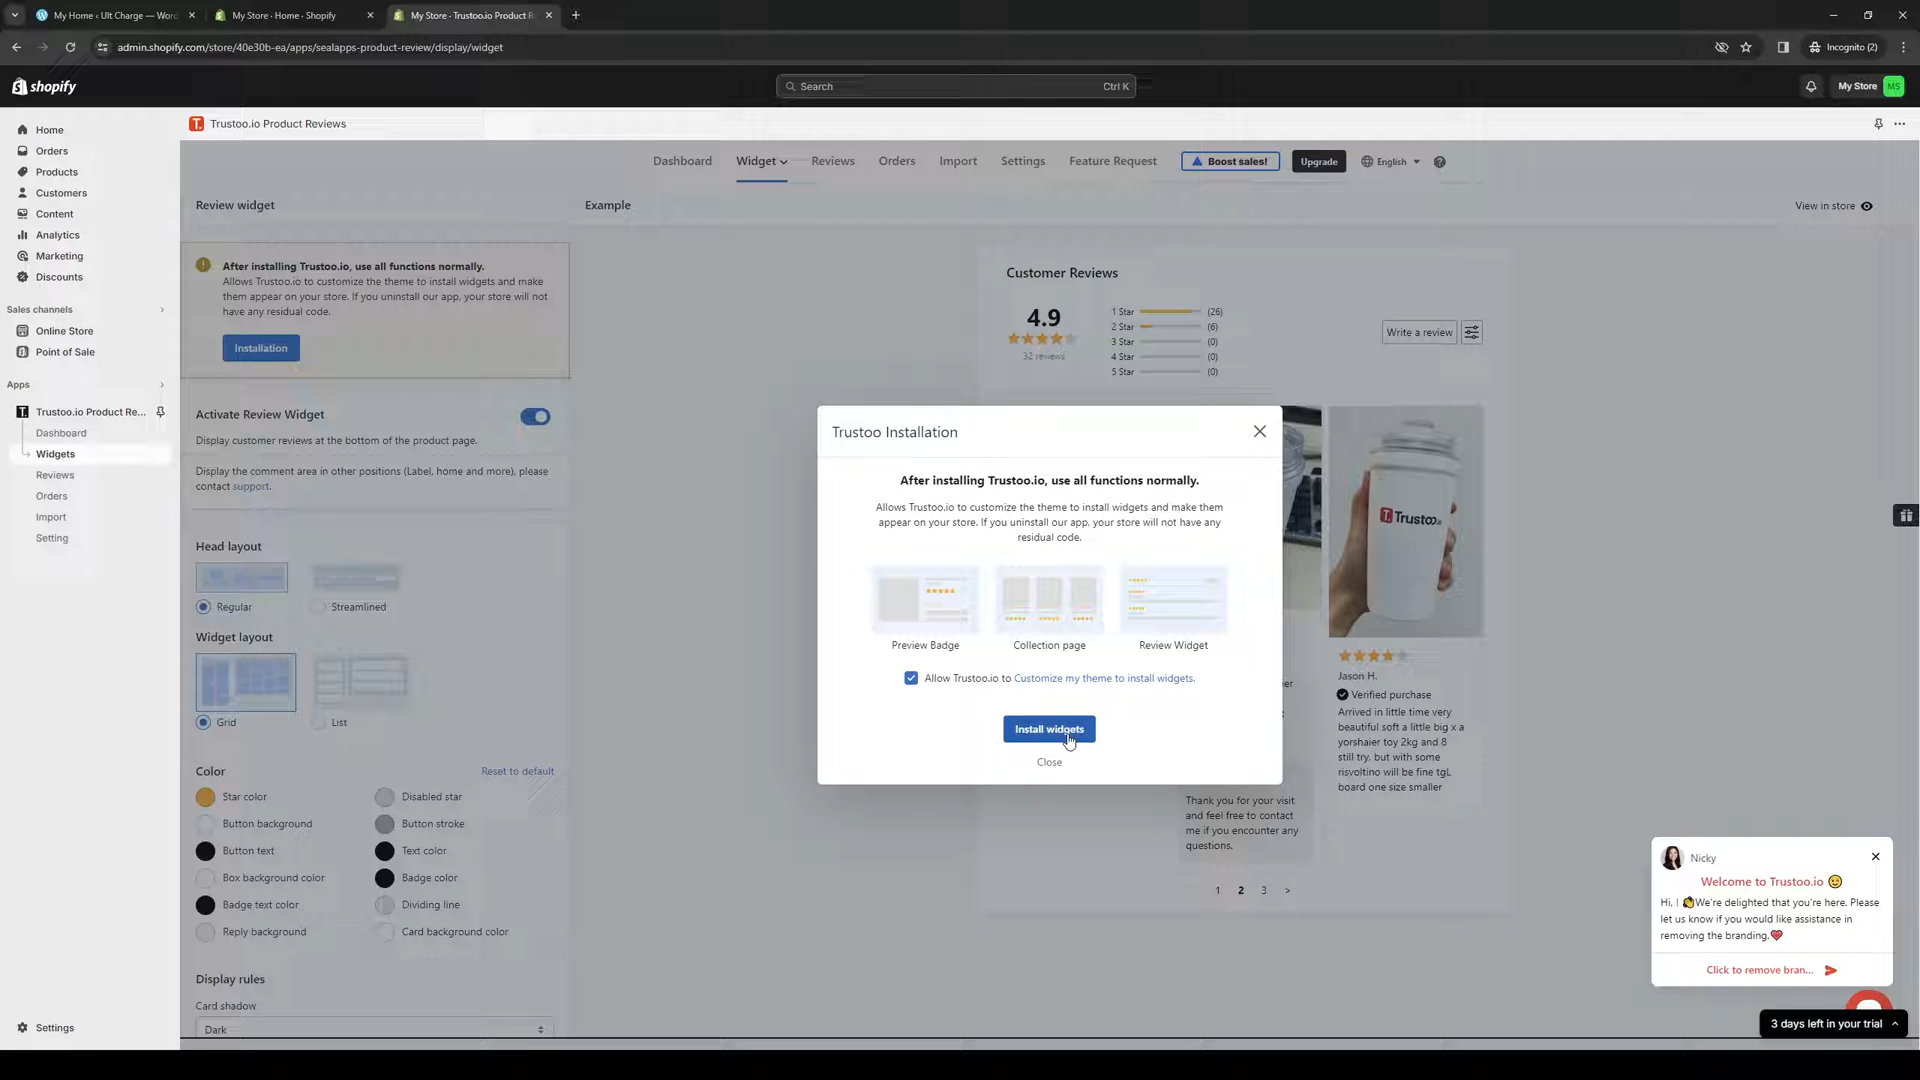 My Home ‹ Ult Charge — Word
My Store · Home · Shopify
My Store · Trustoo.io Product R
admin.shopify.com/store/40e30b-ea/apps/sealapps-product-review/display/widget
Incognito (2)
shopify
Search
Ctrl K
My Store
MS
Home
Orders
Products
Customers
Content
Analytics
Marketing
Discounts
Sales channels
Online Store
Point of Sale
Apps
Trustoo.io Product Re...
Dashboard
Widgets
Reviews
Orders
Import
Setting
Settings
Trustoo.io Product Reviews
Dashboard
Widget
Reviews
Orders
Import
Settings
Feature Request
Boost sales!
Upgrade
English
Review widget
Example
View in store
After installing Trustoo.io, use all functions normally.
Allows Trustoo.io to customize the theme to install widgets and make
them appear on your store. If you uninstall our app, your store will not
have any residual code.
Installation
Activate Review Widget
Display customer reviews at the bottom of the product page.
Display the comment area in other positions (Label, home and more), please
contact support.
Head layout
Regular
Streamlined
Widget layout
Grid
List
Color
Reset to default
Star color
Disabled star
Button background
Button stroke
Button text
Text color
Box background color
Badge color
Badge text color
Dividing line
Reply background
Card background color
Display rules
Card shadow
Dark
Customer Reviews
4.9
32 reviews
1 Star (26)
2 Star (6)
3 Star (0)
4 Star (0)
5 Star (0)
Write a review
Trustoo Installation
After installing Trustoo.io, use all functions normally.
Allows Trustoo.io to customize the theme to install widgets and make them
appear on your store. If you uninstall our app, your store will not have any
residual code.
Preview Badge
Collection page
Review Widget
Allow Trustoo.io to Customize my theme to install widgets.
Install widgets
Close
Trustoo.io
Jason H.
Verified purchase
Arrived in little time very
beautiful soft a little big x a
yorshaier toy 2kg and 8
still try, but with some
risvoltino will be fine tgL
board one size smaller
Thank you for your visit
and feel free to contact
me if you encounter any
questions.
1 2 3 >
Nicky
Welcome to Trustoo.io 😉
Hi, ! 👏We're delighted that you're here. Please
let us know if you would like assistance in
removing the branding.❤️
Click to remove bran...
3 days left in your trial